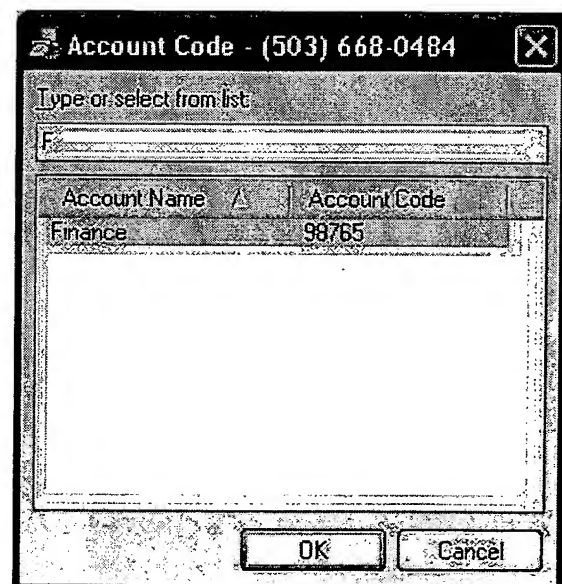 Account Code - (503) 668-0484
Type or select from list:
F
Account Name Account Code
Finance 98765
OK Cancel